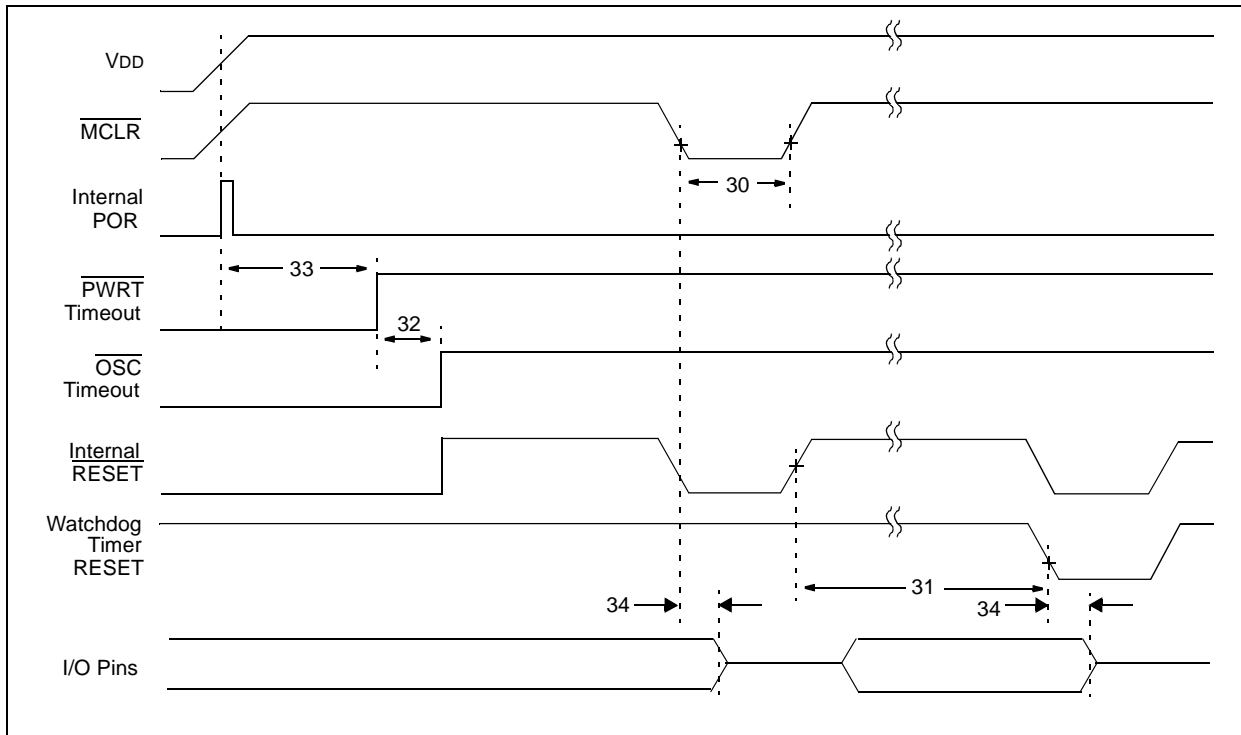 VDD
MCLR
30
Internal
POR
33
PWRT
Timeout
32
OSC
Timeout
Internal
RESET
Watchdog
Timer
RESET
31
34
34
I/O Pins